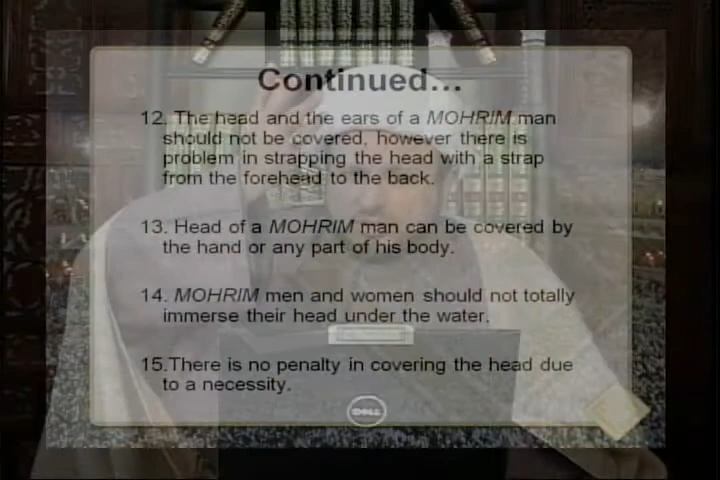 Continued...
12. The head and the ears of a MOHRIM man
should not be covered, however there is
problem in strapping the head with a strap
from the forehead to the back.
13. Head of a MOHRIM man can be covered by
the hand or any part of his body.
14. MOHRIM men and women should not totally
immerse their head under the water.
15.There is no penalty in covering the head due
to a necessity.
DELL